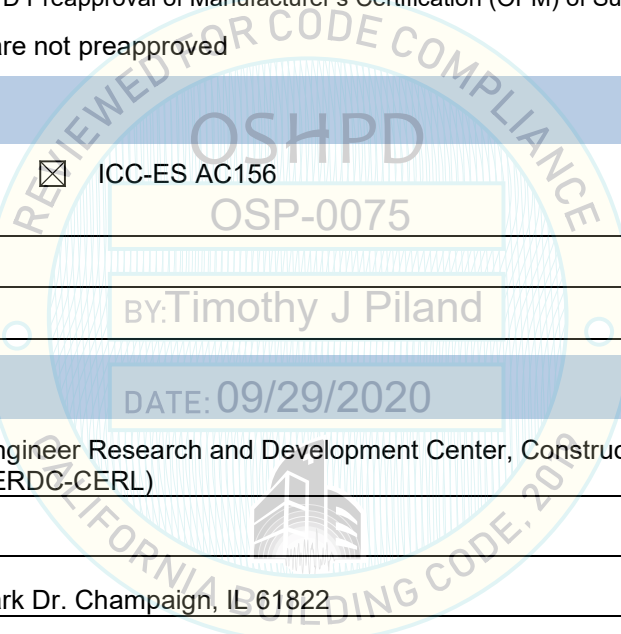 D Preapproval of Manufacturer's Certification (OPM) of Su
are not preapproved
REVIEWED FOR CODE COMPLIANCE
OSHPD
ICC-ES AC156
OSP-0075
BY: Timothy J Piland
DATE: 09/29/2020
ngineer Research and Development Center, Construc
ERDC-CERL)
rk Dr. Champaign, IL 61822
CALIFORNIA BUILDING CODE, 2019